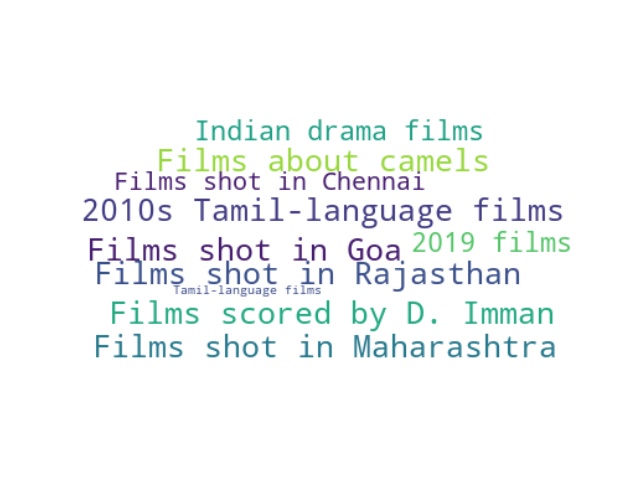 Indian drama films
Films about camels
Films shot in Chennai
2010s Tamil-language films
Films shot in Goa
2019 films
Films shot in Rajasthan
Tamil-language films
Films scored by D. Imman
Films shot in Maharashtra